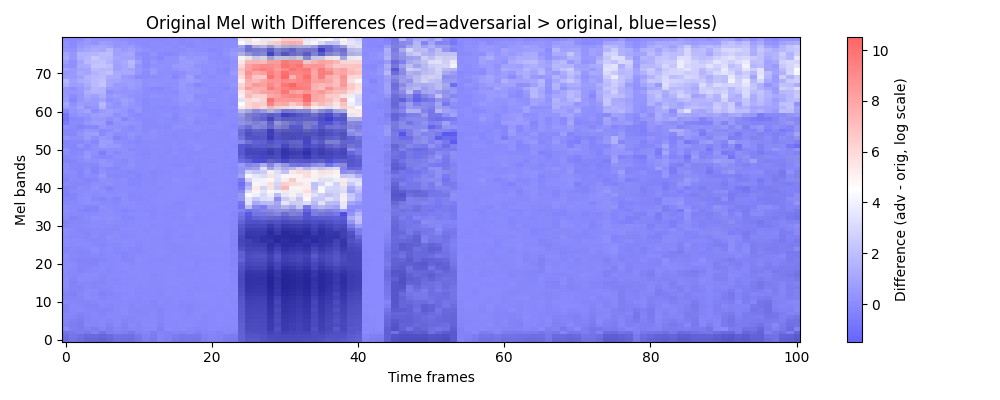 Original Mel with Differences (red=adversarial > original, blue=less)
Mel bands
70
60
50
40
30
20
10
0
0 20 40 60 80 100
Time frames
10
8
6
4
2
0
Difference (adv - orig, log scale)